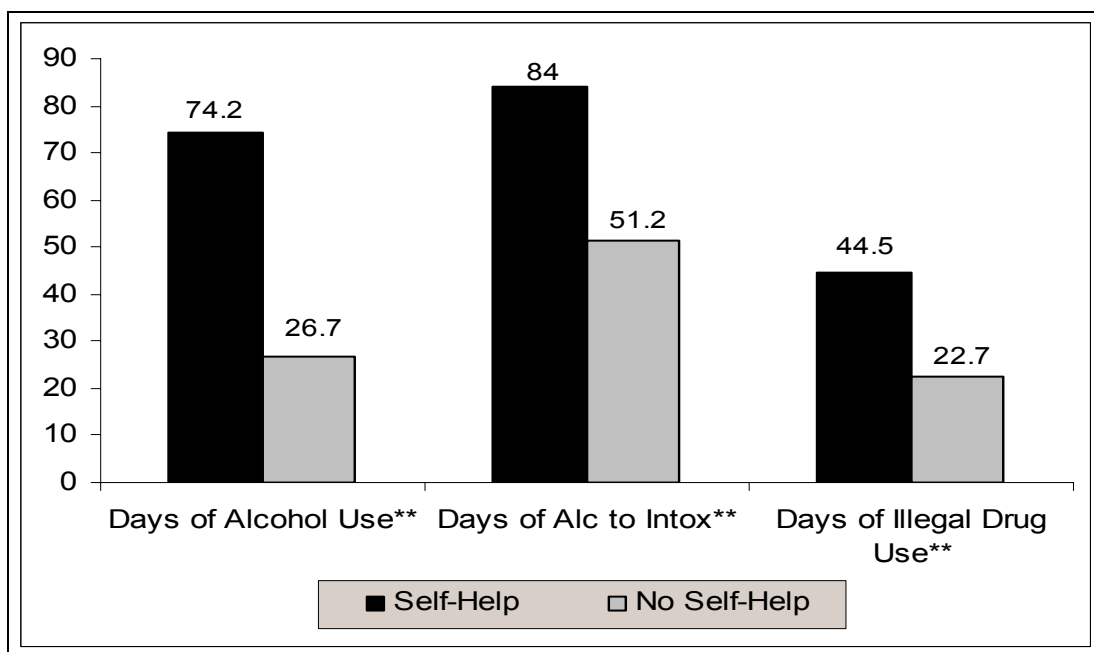 90
80
70
60
50
40
30
20
10
0
74.2
26.7
84
51.2
44.5
22.7
Days of Alcohol Use**
Days of Alc to Intox**
Days of Illegal Drug
Use**
Self-Help
No Self-Help